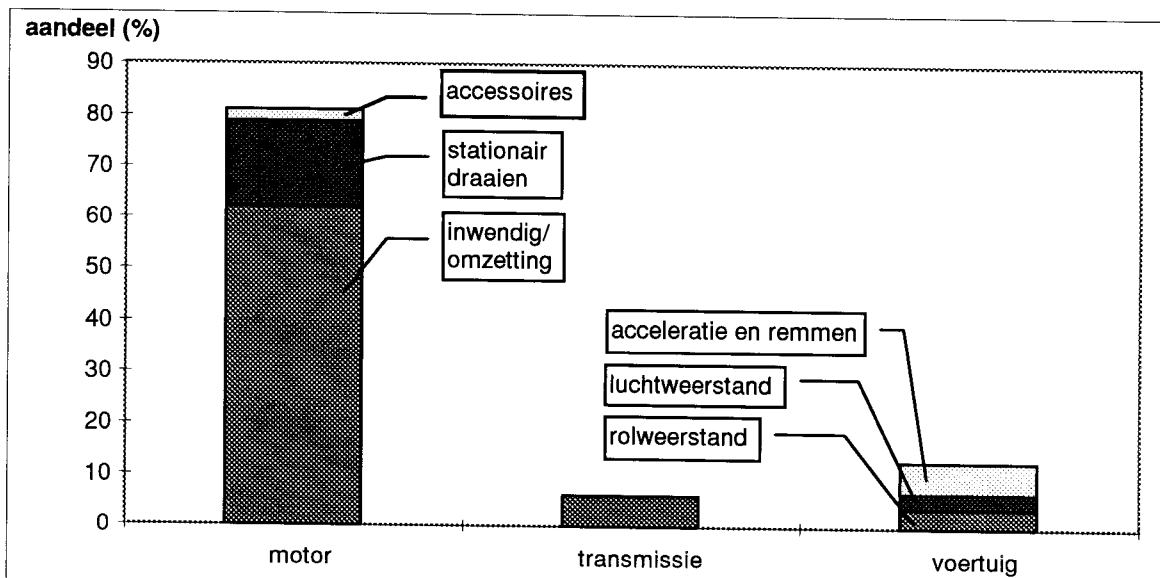 aandeel (%)
90
80
70
60
50
40
30
20
10
0
accessoires
stationair
draaien
inwendig/
omzetting
acceleratie en remmen
luchtweerstand
rolweerstand
motor
transmissie
voertuig